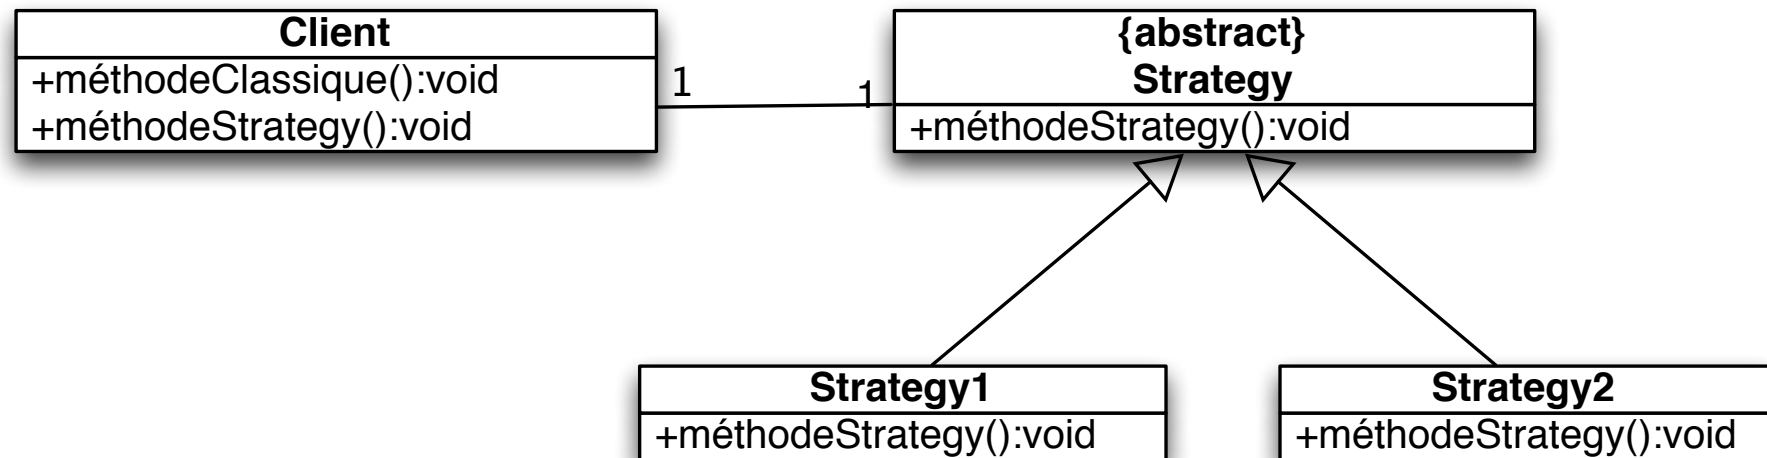 Client
+méthodeClassique():void
+méthodeStrategy():void
1
1
{abstract}
Strategy
+méthodeStrategy():void
Strategy1
+méthodeStrategy():void
Strategy2
+méthodeStrategy():void